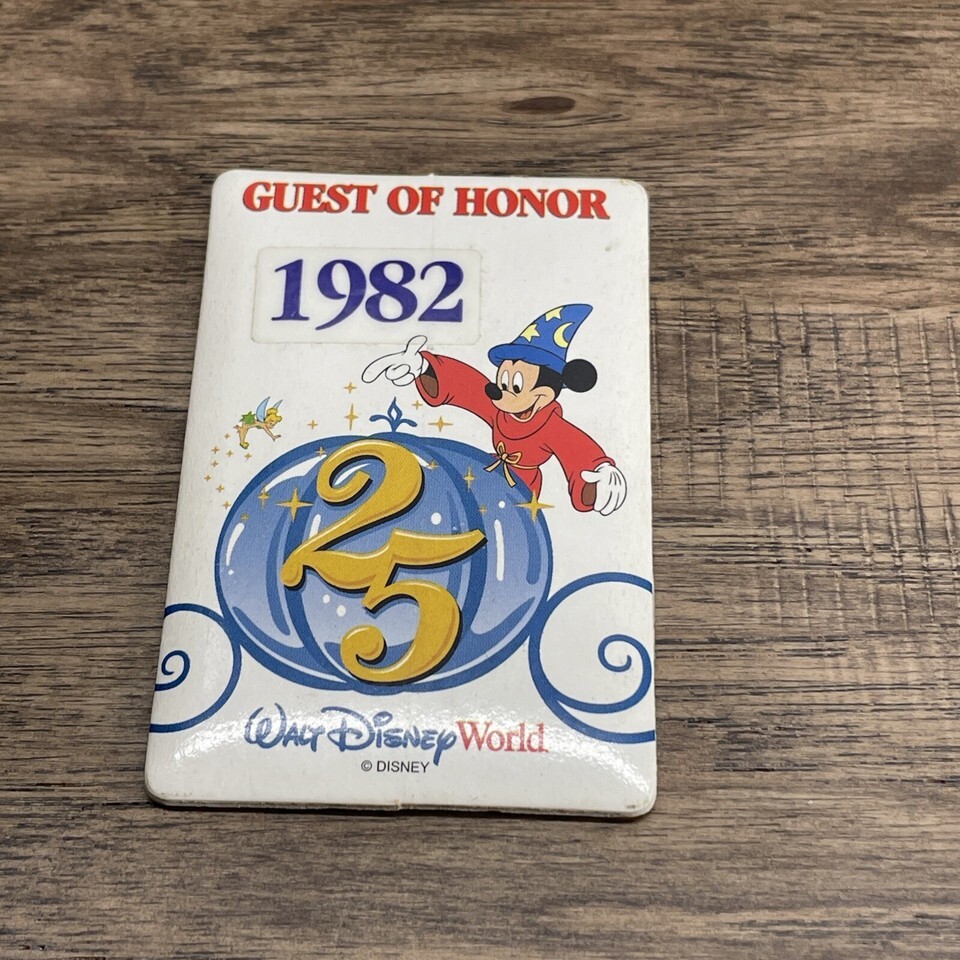 GUEST OF HONOR
1982
25
WALT DISNEY World
© DISNEY